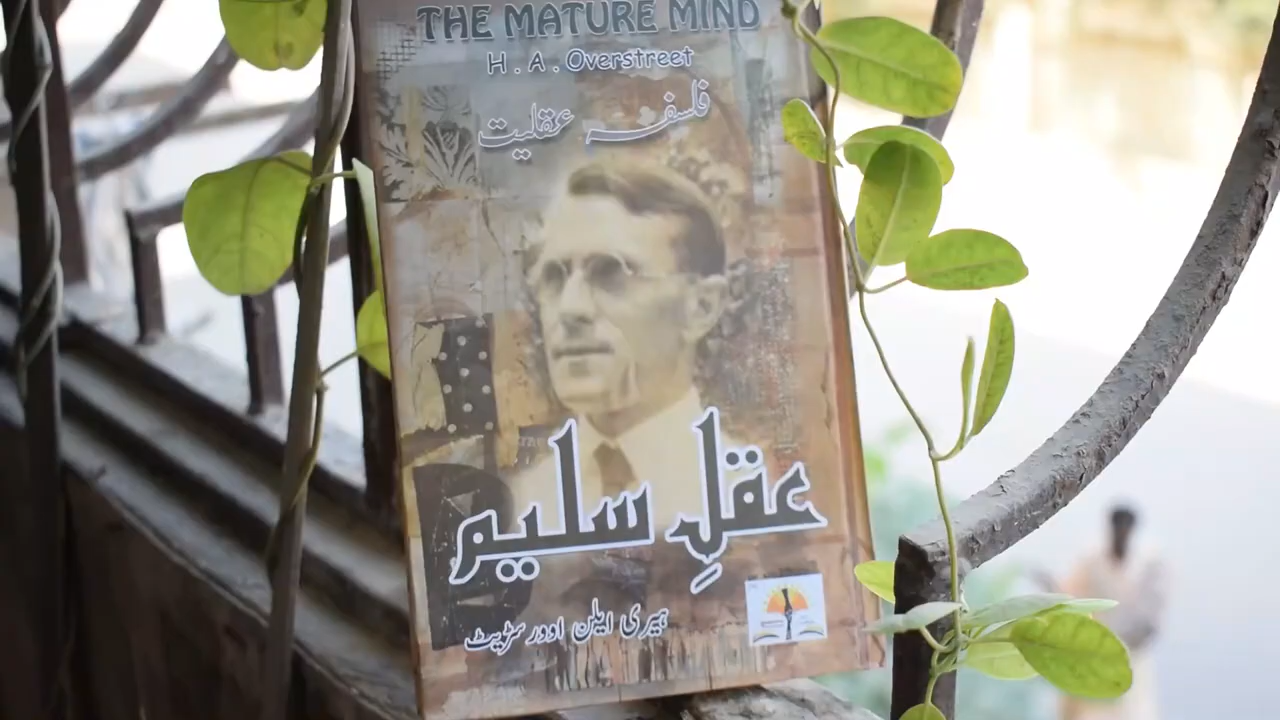 THE MATURE MIND
H . A . Overstreet
فلسفہ عقلیت
عقلِ سلیم
ہیری ایلن اوور سٹریٹ